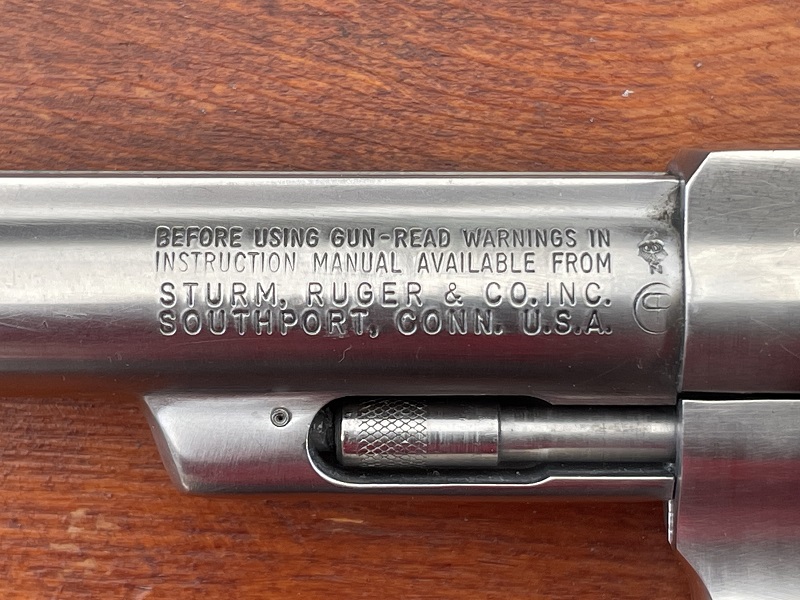 BEFORE USING GUN-READ WARNINGS IN
INSTRUCTION MANUAL AVAILABLE FROM
STURM, RUGER & CO. INC.
SOUTHPORT, CONN. U.S.A.